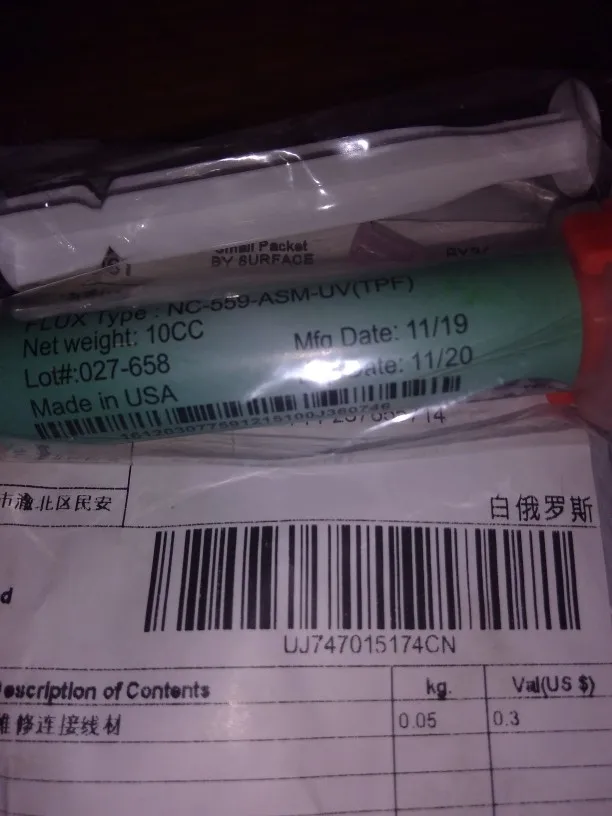 Small Packet
BY SURFACE
FLUX Type : NC-559-ASM-UV(TPF)
Net weight: 10CC
Mfg Date: 11/19
Lot#:027-658
Date: 11/20
Made in USA
市渝北区民安
白俄罗斯
d
UJ747015174CN
escription of Contents
kg.
Val(US $)
维修连接线材
0.05
0.3